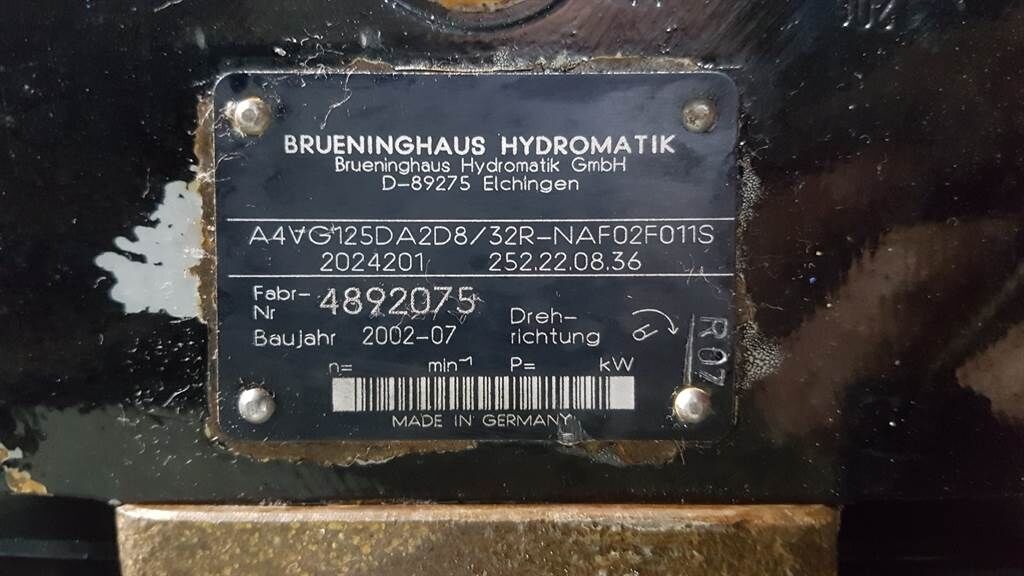 BRUENINGHAUS HYDROMATIK
Brueninghaus Hydromatik GmbH
D-89275 Elchingen
A4VG125DA2D8/32R-NAF02F011S
2024201 252.22.08.36
Fabr-Nr 4892075
Baujahr 2002-07
Dreh-
richtung
R07
n= min⁻¹ P= kW
MADE IN GERMANY